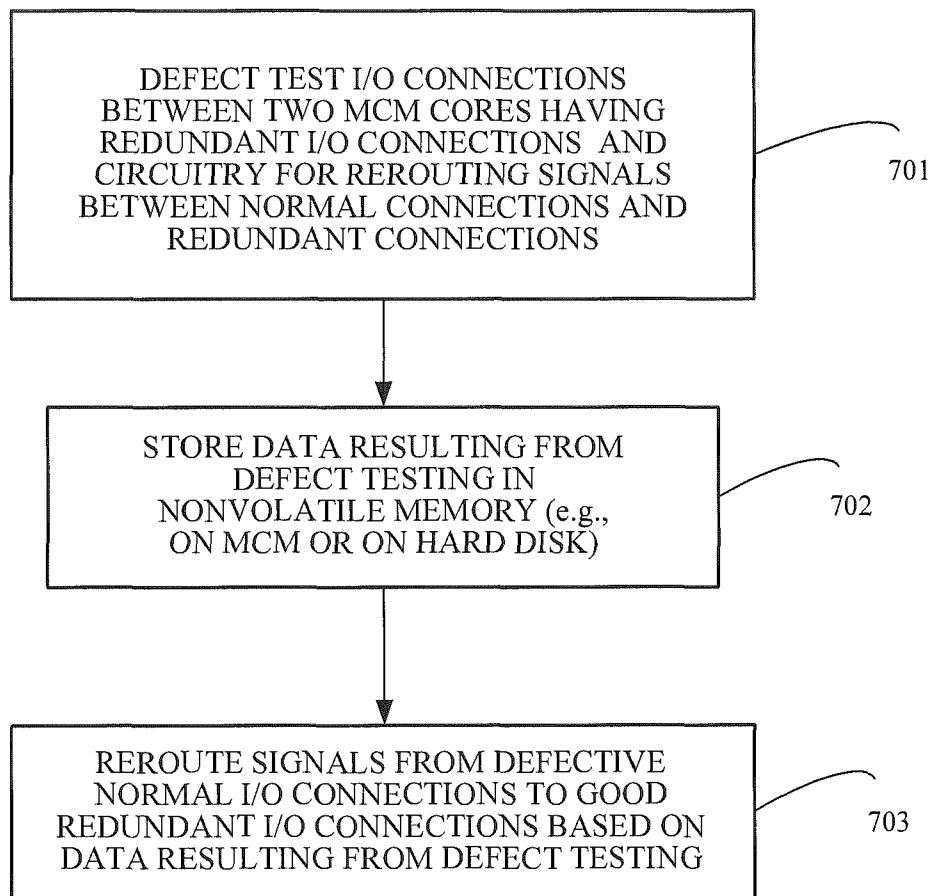 DEFECT TEST I/O CONNECTIONS
BETWEEN TWO MCM CORES HAVING
REDUNDANT I/O CONNECTIONS AND
CIRCUITRY FOR REROUTING SIGNALS
BETWEEN NORMAL CONNECTIONS AND
REDUNDANT CONNECTIONS
701
STORE DATA RESULTING FROM
DEFECT TESTING IN
NONVOLATILE MEMORY (e.g.,
ON MCM OR ON HARD DISK)
702
REROUTE SIGNALS FROM DEFECTIVE
NORMAL I/O CONNECTIONS TO GOOD
REDUNDANT I/O CONNECTIONS BASED ON
DATA RESULTING FROM DEFECT TESTING
703